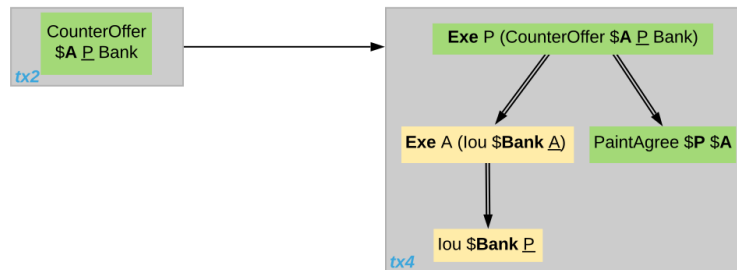 CounterOffer
$A P Bank
tx2
Exe P (CounterOffer $A P Bank)
Exe A (Iou $Bank A)
PaintAgree $P $A
Iou $Bank P
tx4